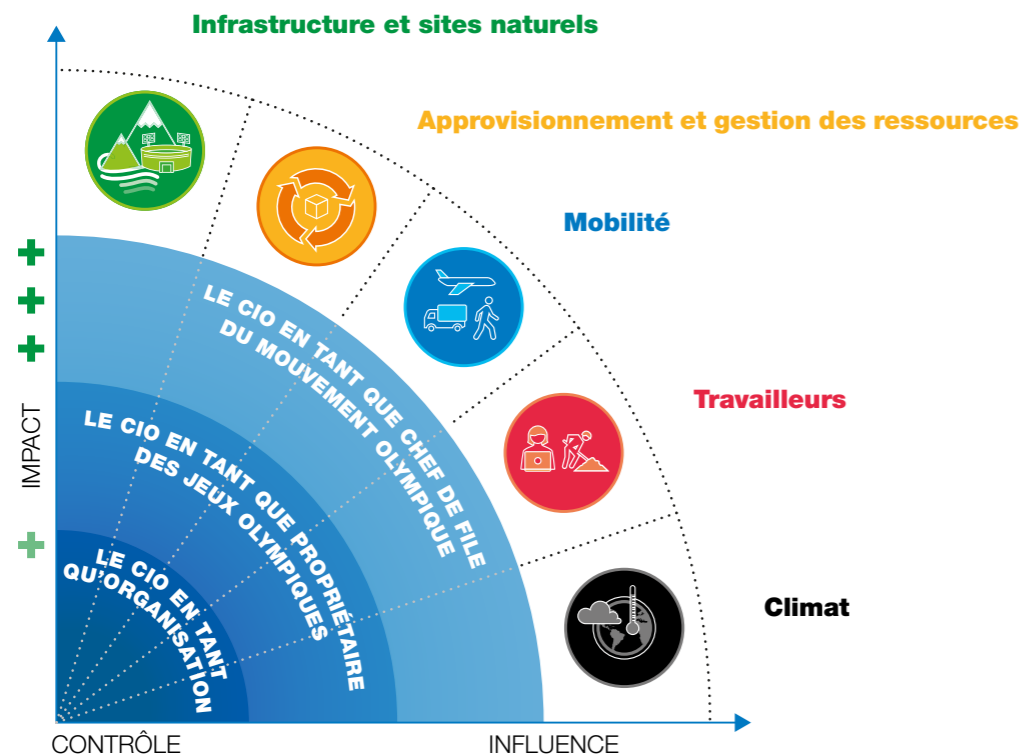 Infrastructure et sites naturels
Approvisionnement et gestion des ressources
Mobilité
Travailleurs
Climat
LE CIO EN TANT QUE CHEF DE FILE
DU MOUVEMENT OLYMPIQUE
LE CIO EN TANT QUE PROPRIÉTAIRE
DES JEUX OLYMPIQUES
LE CIO EN TANT
QU’ORGANISATION
IMPACT
+
+
+
+
CONTRÔLE
INFLUENCE